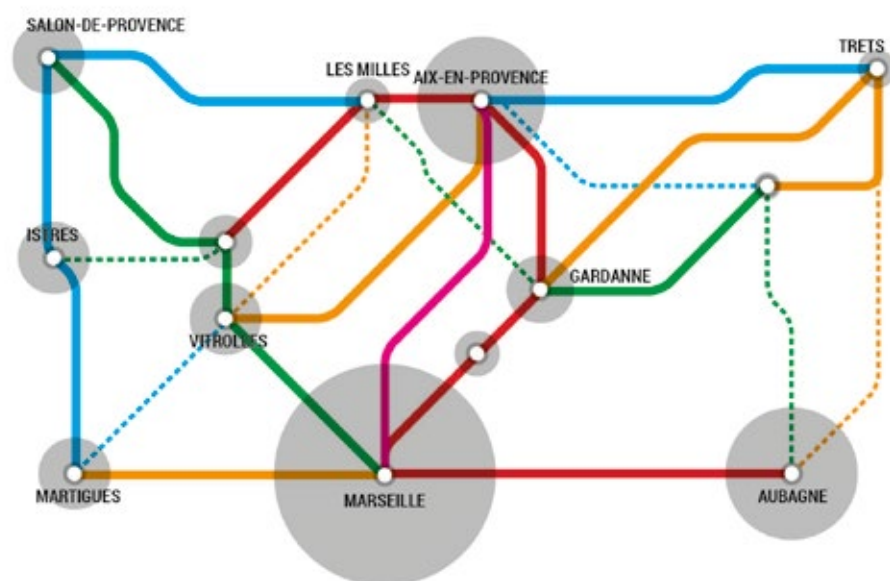 SALON-DE-PROVENCE
TRETS
LES MILLES
AIX-EN-PROVENCE
ISTRES
GARDANNE
VITROLLES
MARTIGUES
MARSEILLE
AUBAGNE